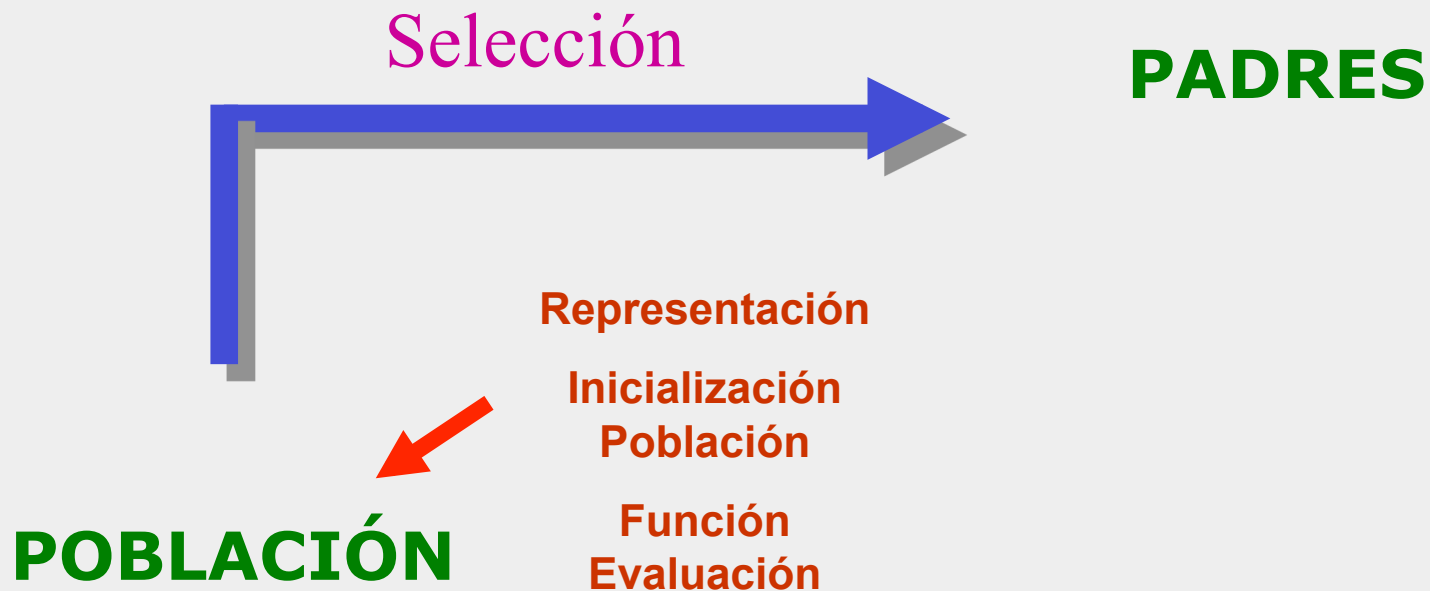 Selección
PADRES
Representación
Inicialización
Población
Función
Evaluación
POBLACIÓN